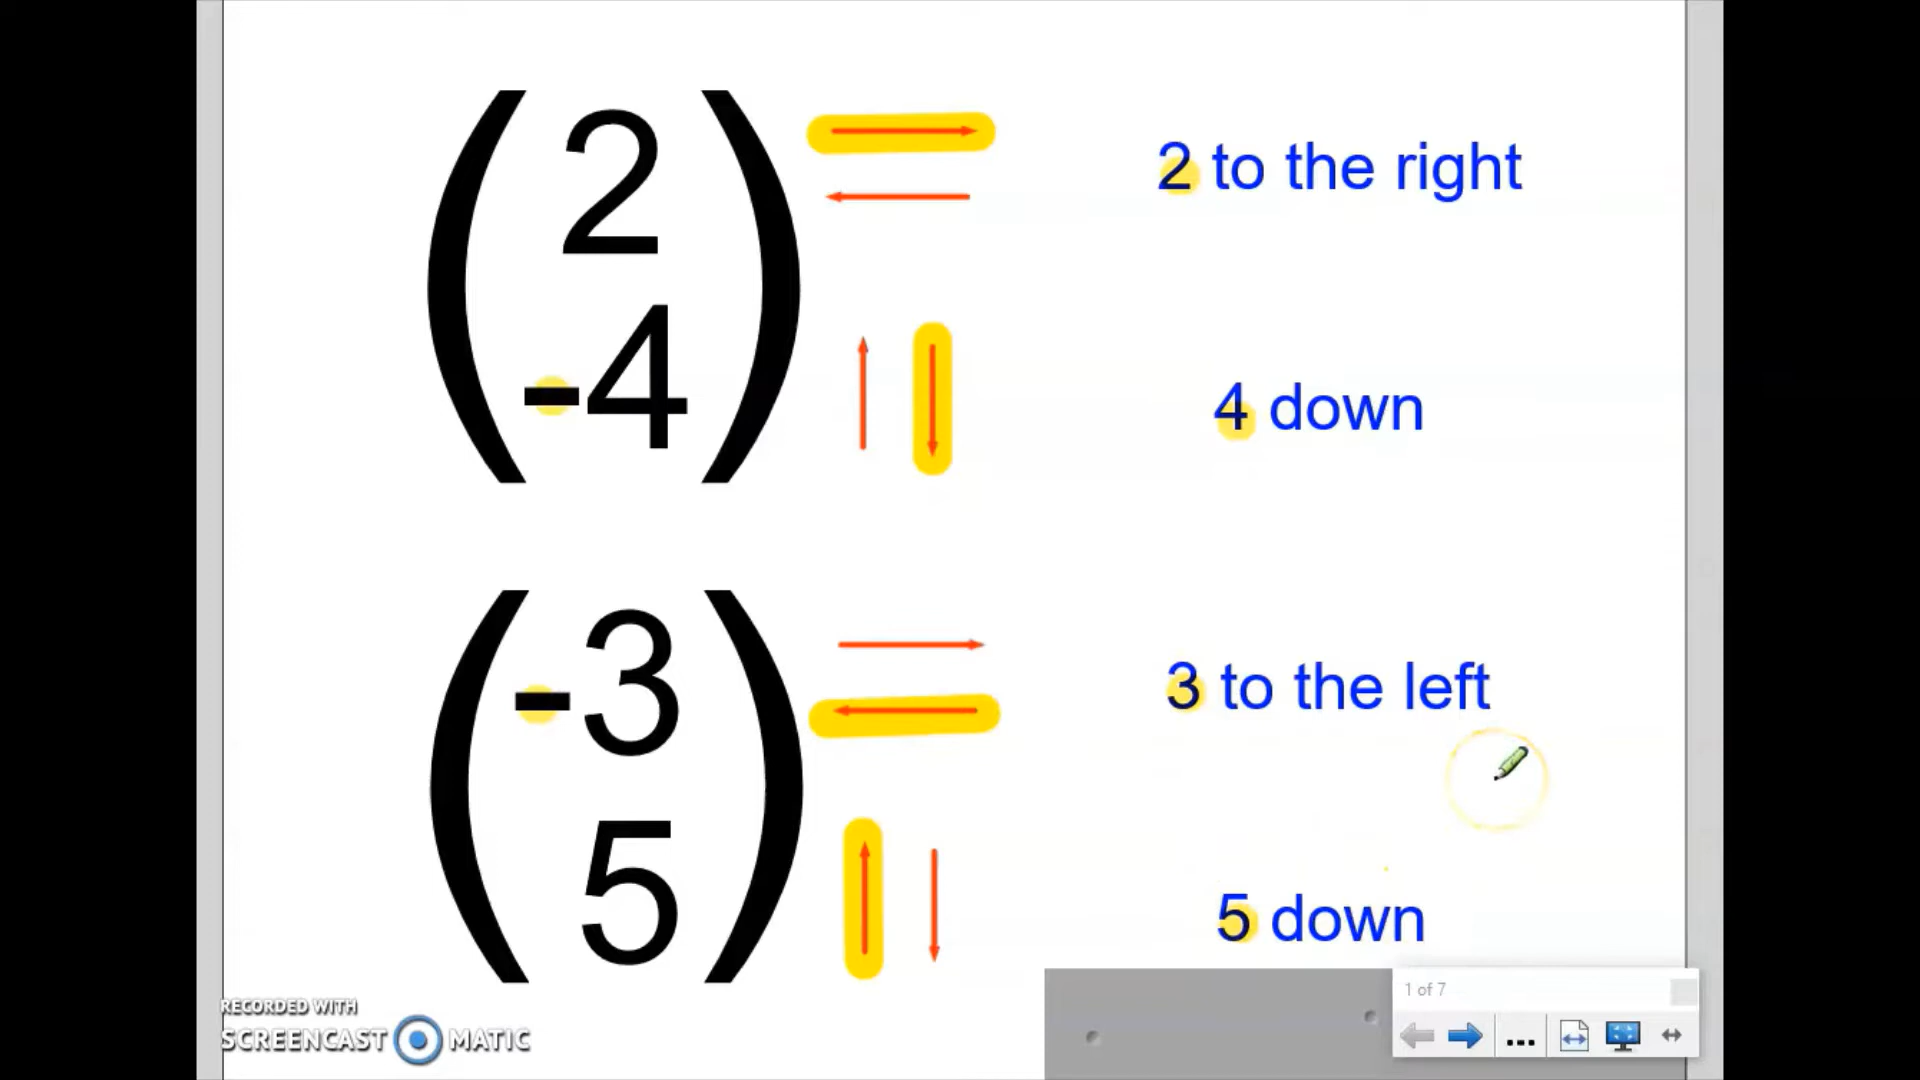 2
2 to the right
-4
4 down
-3
3 to the left
5
5 down
RECORDED WITH
SCREENCAST MATIC
1 of 7
...